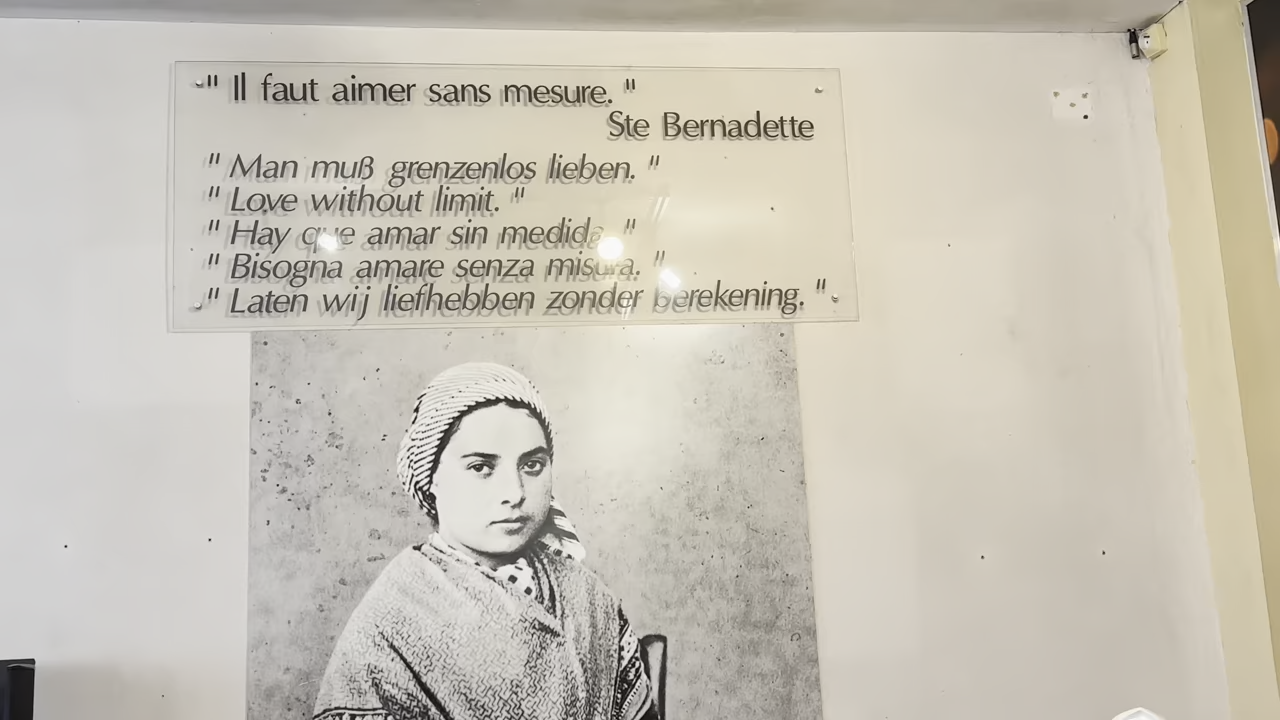 " Il faut aimer sans mesure. "
Ste Bernadette
" Man muß grenzenlos lieben. "
" Love without limit. "
" Hay que amar sin medida. "
" Bisogna amare senza misura. "
" Laten wij liefhebben zonder berekening. "